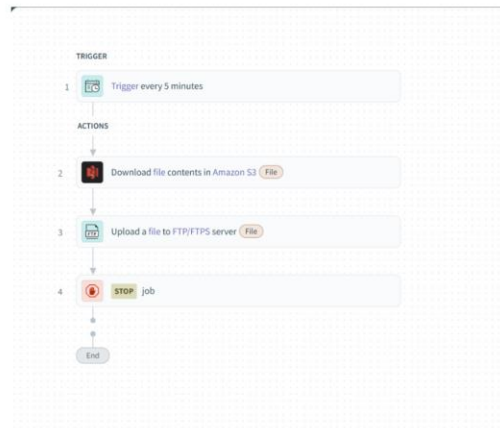 TRIGGER
1 Trigger every 5 minutes
ACTIONS
2 Download file contents in Amazon S3 File
3 FTP Upload a file to FTP/FTPS server File
4 STOP job
End